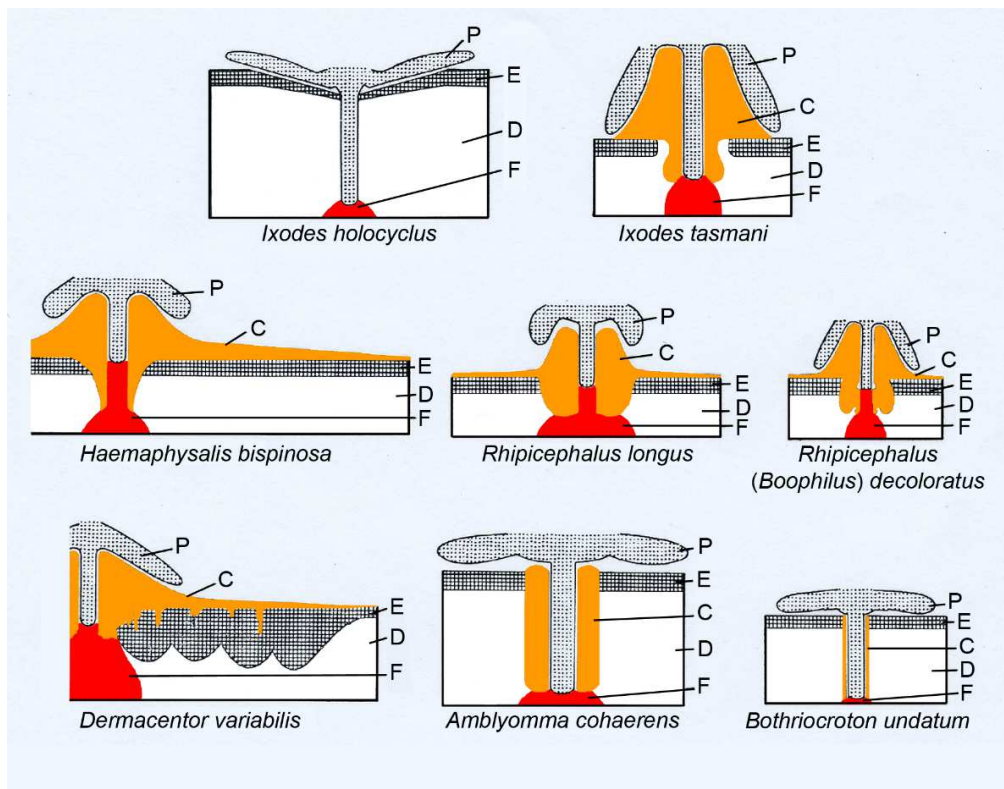 P
E
D
F
Ixodes holocyclus
P
C
E
D
F
Ixodes tasmani
P
C
E
D
F
Haemaphysalis bispinosa
P
C
E
D
F
Rhipicephalus longus
P
C
E
D
F
Rhipicephalus
(Boophilus) decoloratus
P
C
E
D
F
Dermacentor variabilis
P
E
C
D
F
Amblyomma cohaerens
P
E
C
D
F
Bothriocroton undatum